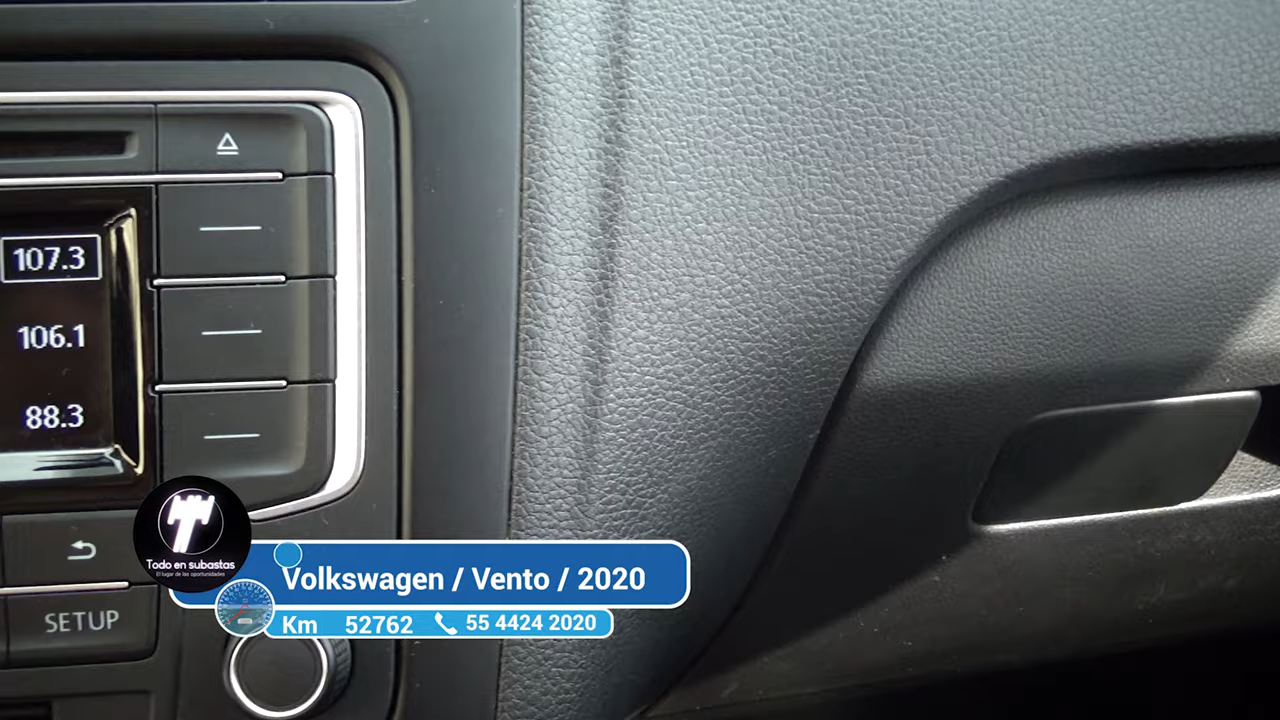 107.3
106.1
88.3
SETUP
Todo en subastas
El lugar de las oportunidades
Volkswagen / Vento / 2020
Km 52762 55 4424 2020